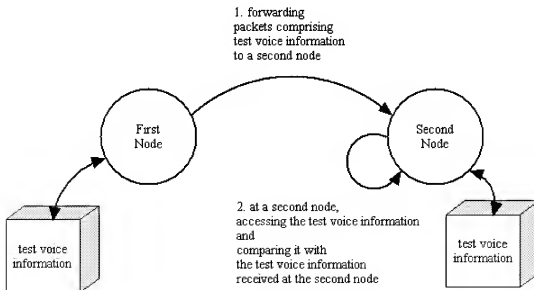 1. forwarding
packets comprising
test voice information
to a second node
First
Node
Second
Node
2. at a second node,
accessing the test voice information
and
comparing it with
the test voice information
received at the second node
test voice
information
test voice
information